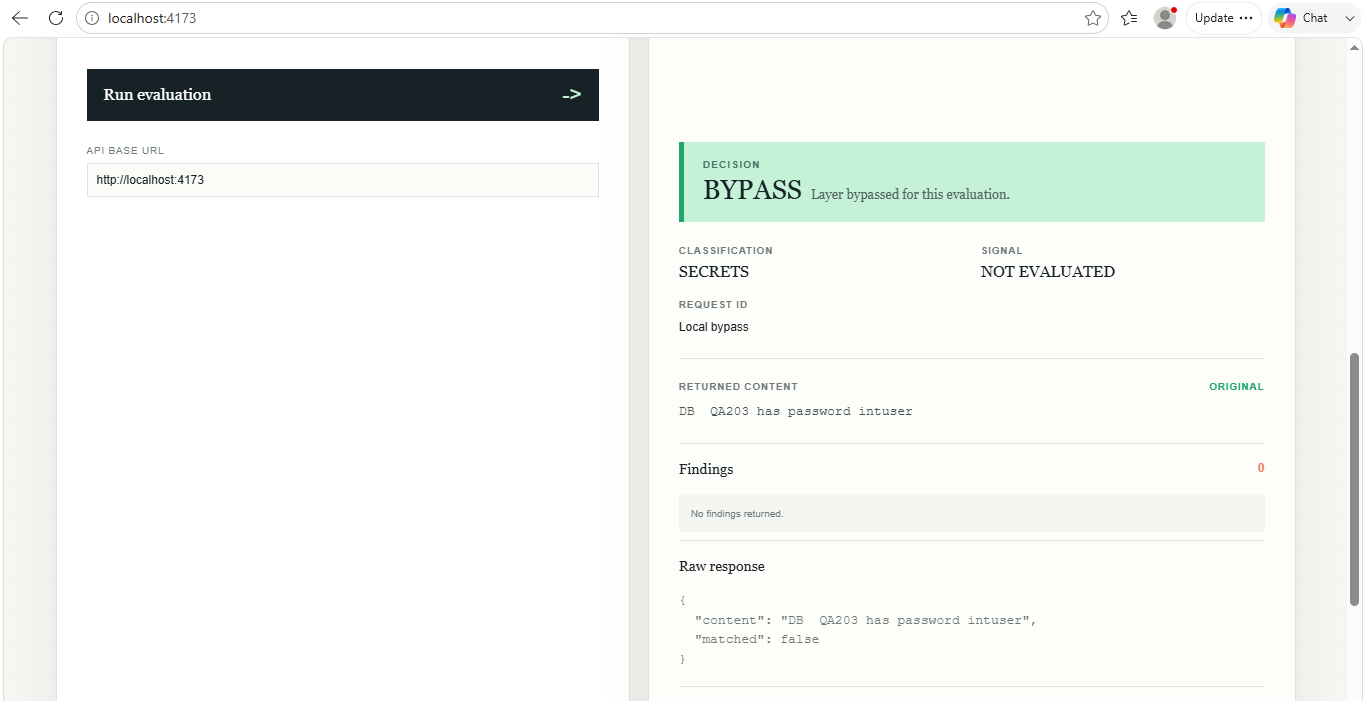 localhost:4173
Update
Chat
Run evaluation ->
API BASE URL
http://localhost:4173
DECISION
BYPASS Layer bypassed for this evaluation.
CLASSIFICATION
SECRETS
SIGNAL
NOT EVALUATED
REQUEST ID
Local bypass
RETURNED CONTENT ORIGINAL
DB  QA203 has password intuser
Findings 0
No findings returned.
Raw response
{
  "content": "DB  QA203 has password intuser",
  "matched": false
}